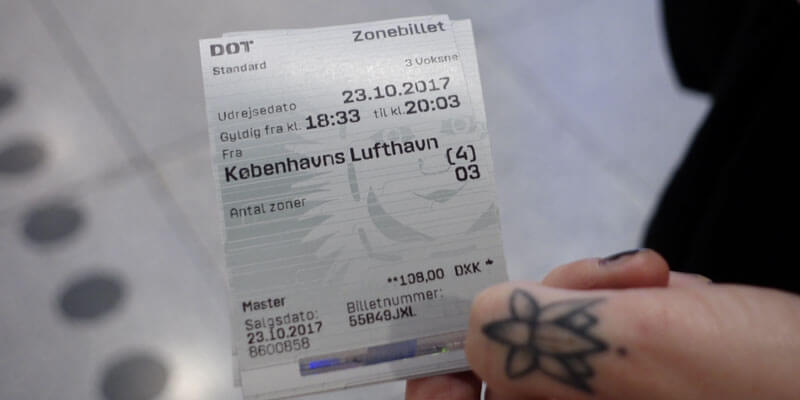 DOT Zonebillet
Standard 3 Voksne
Udrejsedato 23.10.2017
Gyldig fra kl. 18:33 til kl. 20:03
Fra
Københavns Lufthavn (4)
03
Antal zoner
**108,00 DKK *
Master Billetnummer:
Salgsdato: 55B49JXL
23.10.2017
8600858